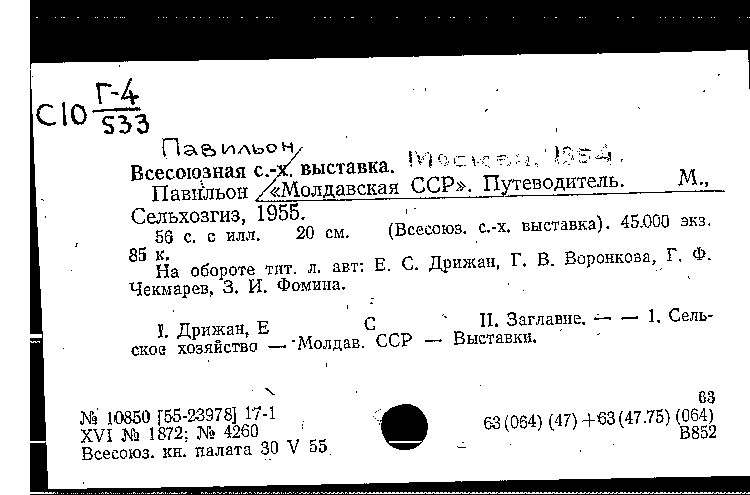 Г-4
С10
533
Павильон
Всесоюзная с.-х. выставка. Москва, 1954.
Павильон «Молдавская ССР». Путеводитель. М.,
Сельхозгиз, 1955.
56 с. с илл. 20 см. (Всесоюз. с.-х. выставка). 45.000 экз.
85 к.
На обороте тит. л. авт: Е. С. Дрижан, Г. В. Воронкова, Г. Ф.
Чекмарев, З. И. Фомина.
I. Дрижан, Е С II. Заглавие. — — 1. Сель-
ское хозяйство — Молдав. ССР — Выставки.
63
№ 10850 [55-23978] 17-1
63(064)(47)+63(47.75)(064)
XVI № 1872; № 4260
В852
Всесоюз. кн. палата 30 V 55